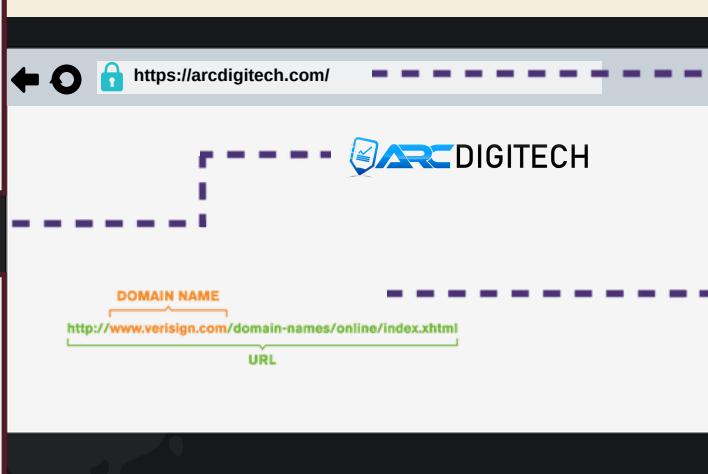 https://arcdigitech.com/
ARC DIGITECH
DOMAIN NAME
http://www.verisign.com/domain-names/online/index.xhtml
URL